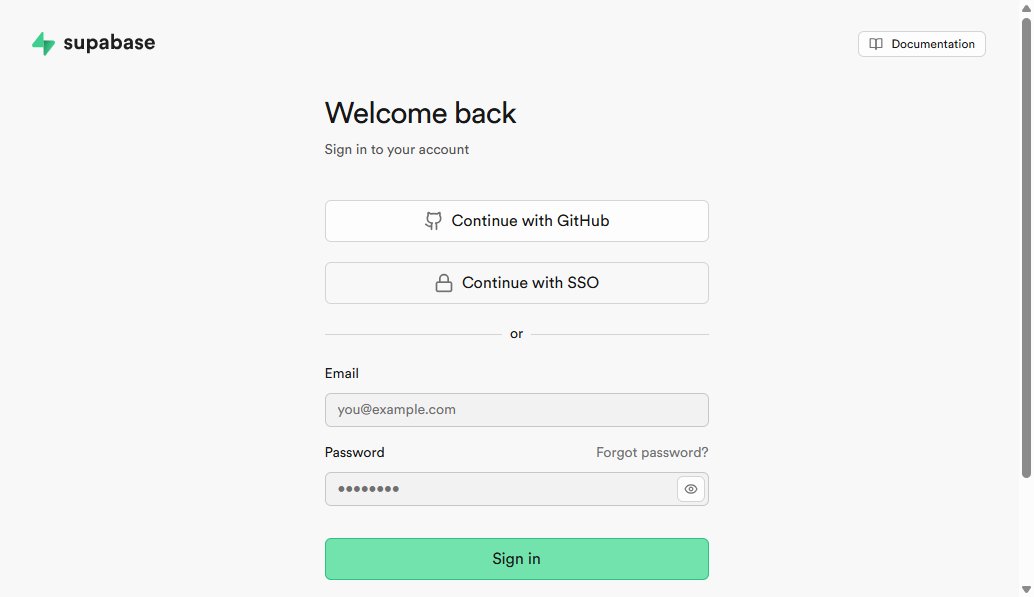 supabase
Documentation
Welcome back
Sign in to your account
Continue with GitHub
Continue with SSO
or
Email
you@example.com
Password
Forgot password?
••••••••
Sign in